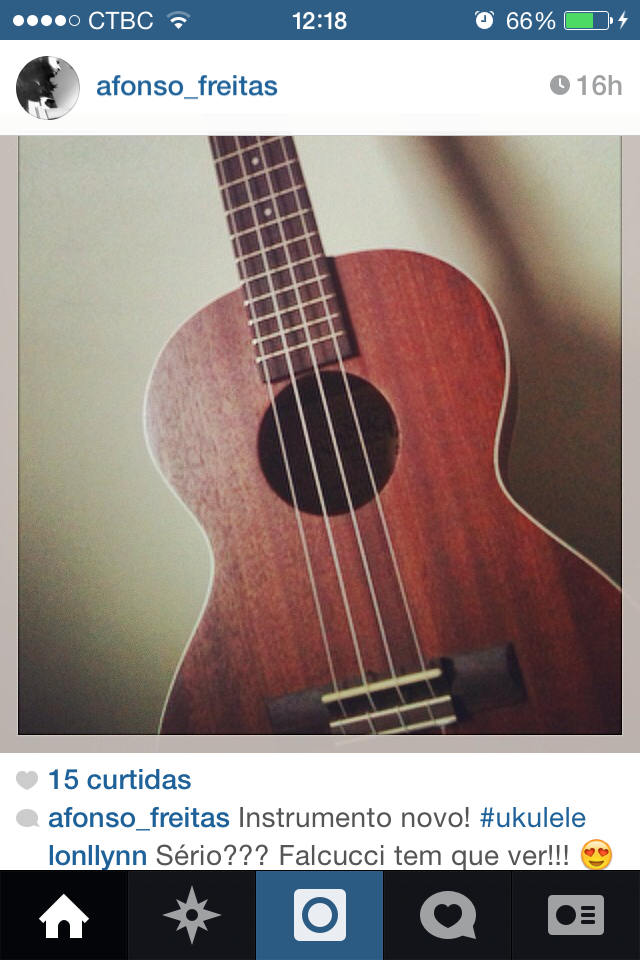 CTBC 12:18 66%
afonso_freitas 16h
15 curtidas
afonso_freitas Instrumento novo! #ukulele
lonllynn Sério??? Falcucci tem que ver!!! 😍